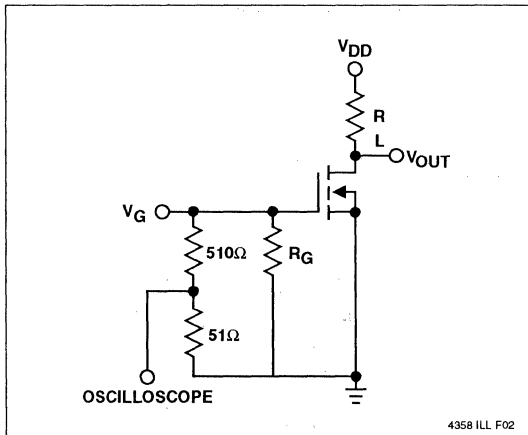 VDD
R
L
VOUT
VG
510Ω
RG
51Ω
OSCILLOSCOPE
4358 ILL F02